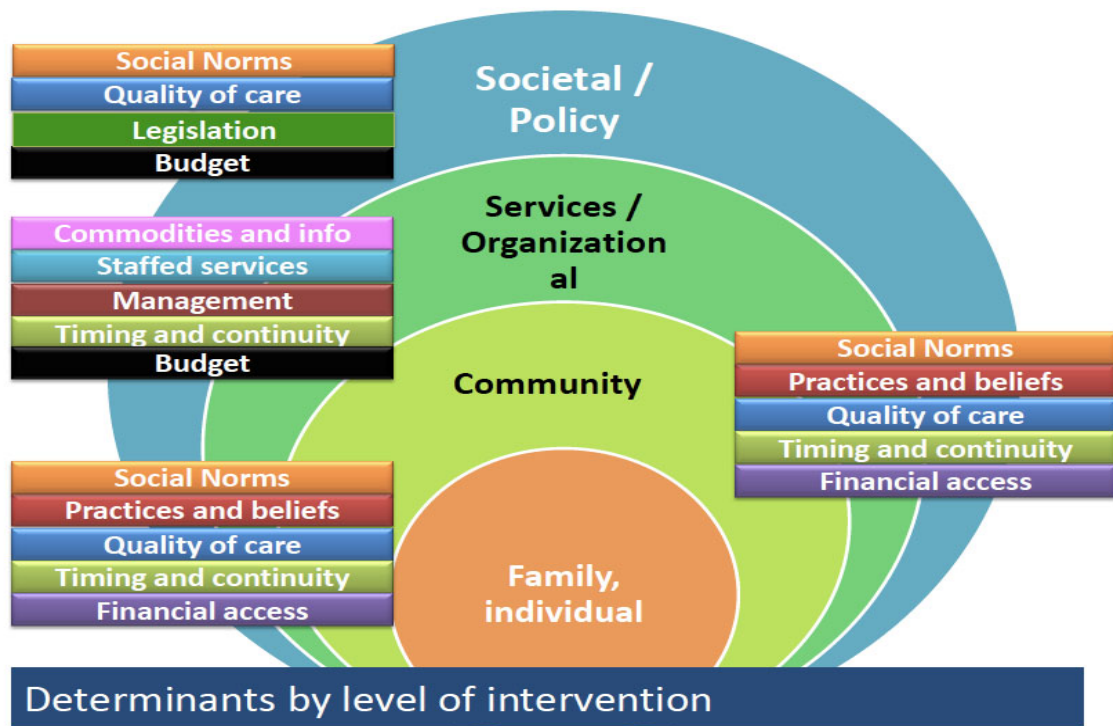 Social Norms
Quality of care
Legislation
Budget
Societal /
Policy
Commodities and info
Staffed services
Management
Timing and continuity
Budget
Services /
Organization
al
Community
Social Norms
Practices and beliefs
Quality of care
Timing and continuity
Financial access
Social Norms
Practices and beliefs
Quality of care
Timing and continuity
Financial access
Family,
individual
Determinants by level of intervention